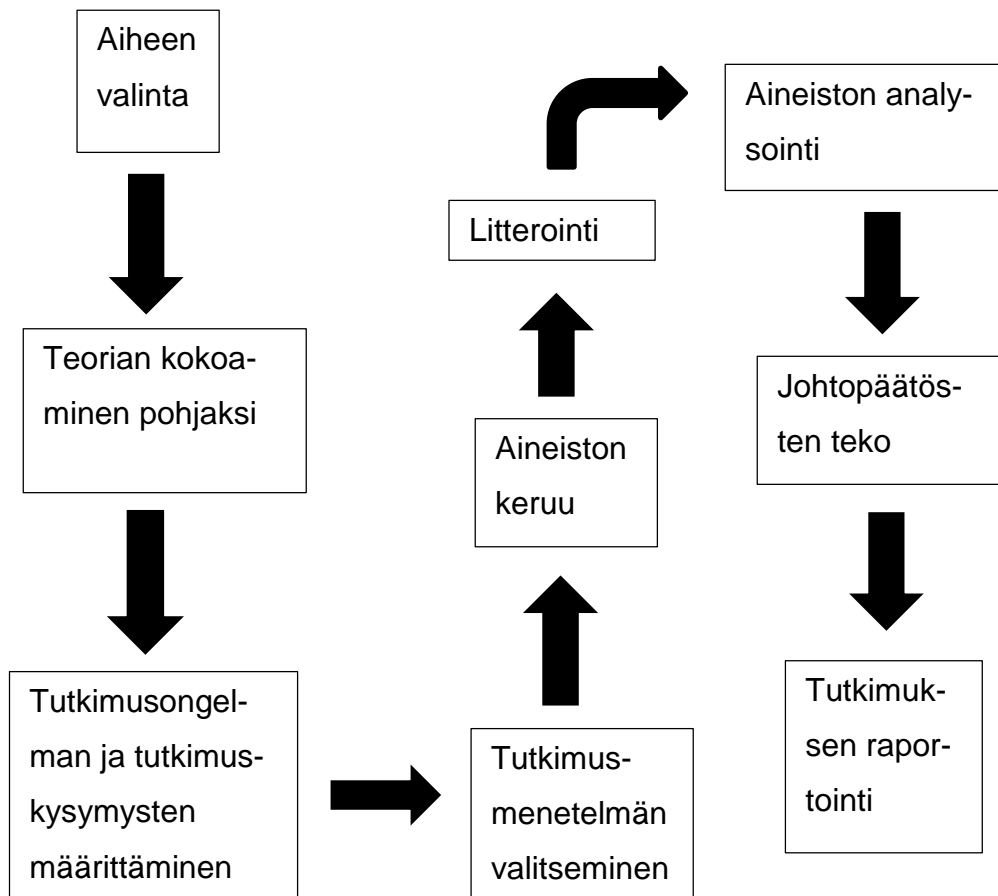 Aiheen
valinta
Teorian kokoa-
minen pohjaksi
Tutkimusongel-
man ja tutkimus-
kysymysten
määrittäminen
Tutkimus-
menetelmän
valitseminen
Aineiston
keruu
Litterointi
Aineiston analy-
sointi
Johtopäätös-
ten teko
Tutkimuk-
sen rapor-
tointi